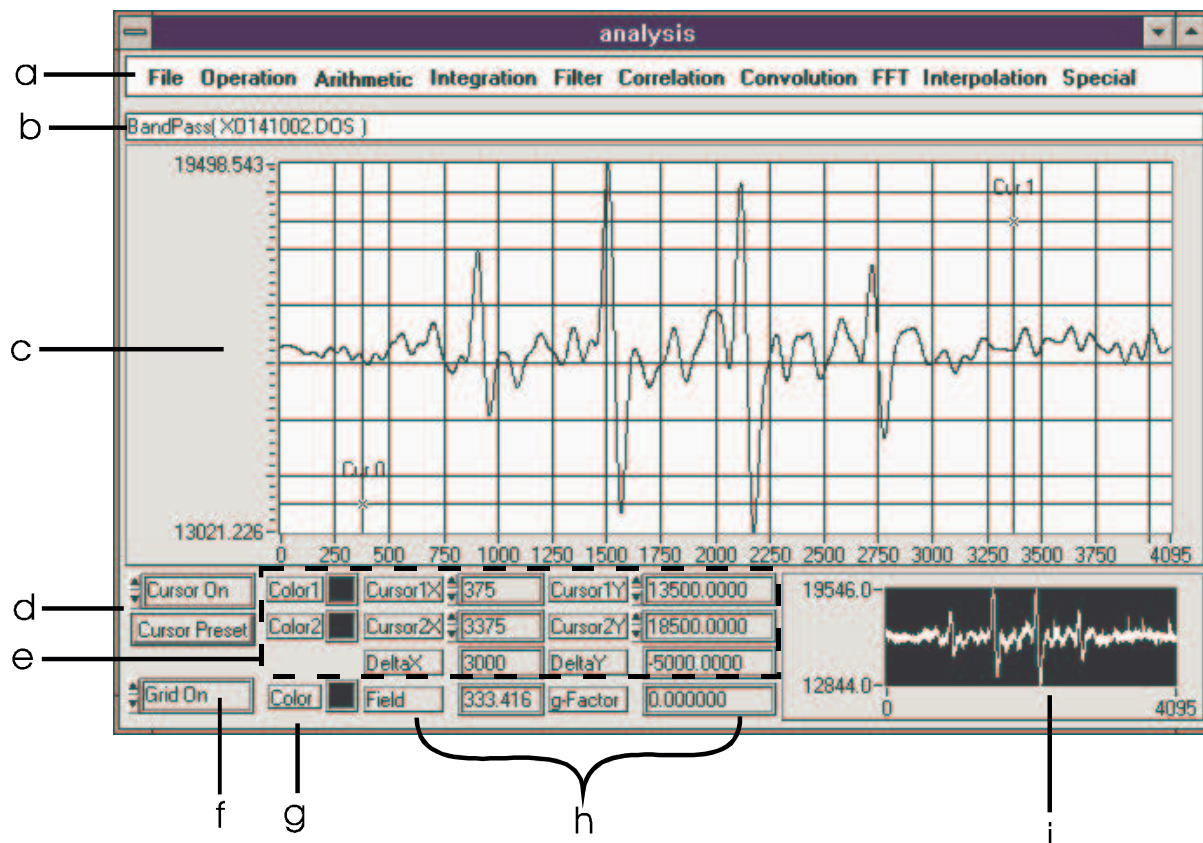 analysis
a
File Operation Arithmetic Integration Filter Correlation Convolution FFT Interpolation Special
b
BandPass( X0141002.DOS )
19498.543
Cur 1
c
Cur 0
13021.226
0 250 500 750 1000 1250 1500 1750 2000 2250 2500 2750 3000 3250 3500 3750 4095
d
Cursor On Color1 Cursor1X 375 Cursor1Y 13500.0000
Cursor Preset Color2 Cursor2X 3375 Cursor2Y 18500.0000
e
DeltaX 3000 DeltaY -5000.0000
Grid On Color Field 333.416 g-Factor 0.000000
19546.0
12844.0
0 4095
f g h i